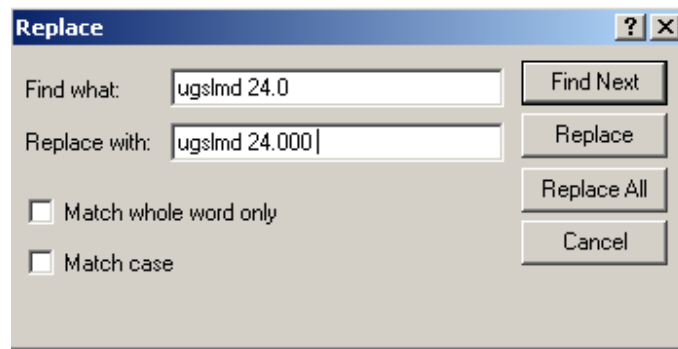 Replace
Find what: ugslmd 24.0 Find Next
Replace with: ugslmd 24.000 Replace
Replace All
Match whole word only
Cancel
Match case